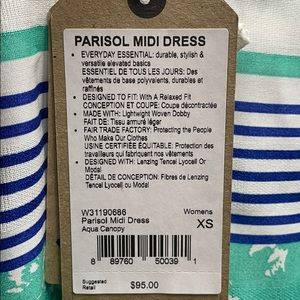 PARISOL MIDI DRESS
• EVERYDAY ESSENTIAL: durable, stylish &
versatile elevated basics
ESSENTIEL DE TOUS LES JOURS: Des
vêtements de base polyvalents, durables et
raffinés
• DESIGNED TO FIT: With A Relaxed Fit
CONCEPTION ET COUPE: Coupe décontractée
• MADE WITH: Lightwight Woven Dobby
FAIT DE: Tissu armuré léger
• FAIR TRADE FACTORY: Protecting the People
who Make Our Clothes
USINE CERTIFIÉE ÉQUITABLE: Protection des
travailleurs qui fabriquent nos vêtements
• DESIGN DETAIL: Lenzing Tencel Lyocell Or
Modal
DÉTAIL DE CONCEPTION: Fibres de Lenzing
Tencel Lyocell ou Modal
W31190686
Womens
Parisol Midi Dress
XS
Aqua Canopy
8 89760 50039 1
Suggested
Retail
$95.00